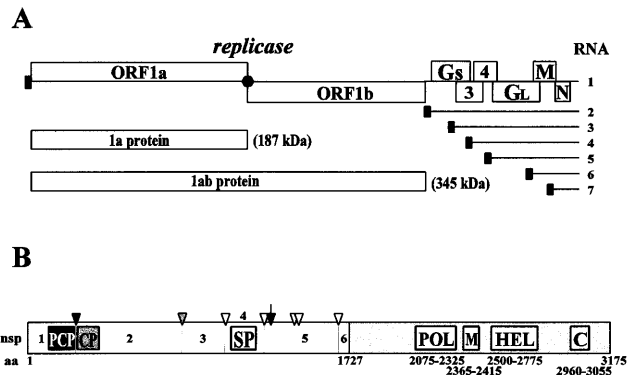 A
replicase
RNA
ORF1a
Gs
4
M
1
ORF1b
3
GL
N
2
3
1a protein
(187 kDa)
4
5
1ab protein
(345 kDa)
6
7
B
4
nsp
1
PCP
CP
2
3
SP
5
6
POL
M
HEL
C
aa
1
1727
2075-2325
2500-2775
3175
2365-2415
2960-3055